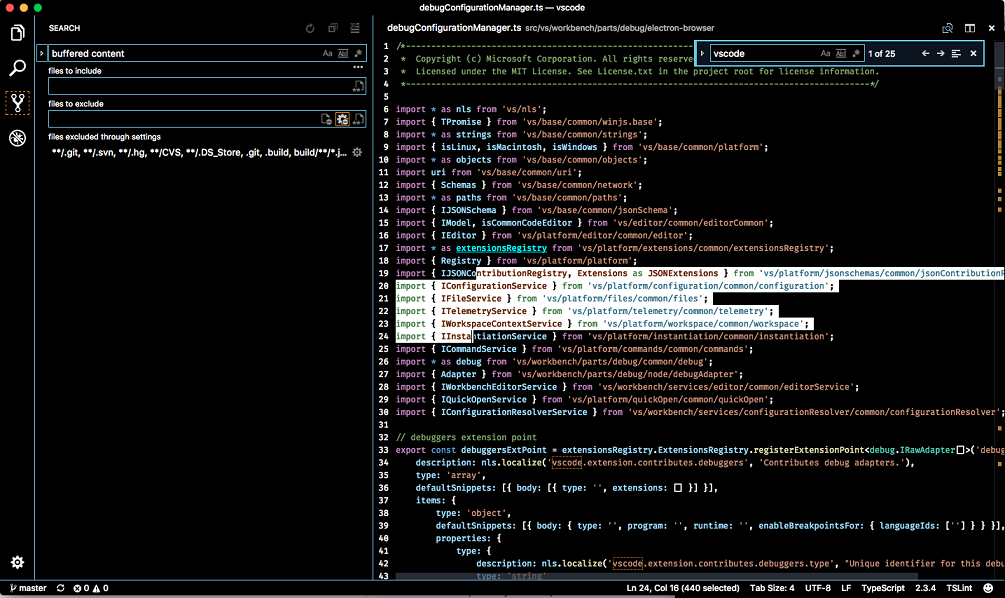 debugConfigurationManager.ts — vscode
SEARCH
buffered content
Aa Abl .*
files to include
files to exclude
files excluded through settings
**/.git, **/.svn, **/.hg, **/CVS, **/.DS_Store, .git, .build, build/**/*.j...
debugConfigurationManager.ts src/vs/workbench/parts/debug/electron-browser
vscode
Aa Abl .*
1 of 25
1 /*---------------------------------------------
2 * Copyright (c) Microsoft Corporation. All rights reserve
3 * Licensed under the MIT License. See License.txt in the project root for license information.
4 *--------------------------------------------------------------------------------------------*/
5
6 import * as nls from 'vs/nls';
7 import { TPromise } from 'vs/base/common/winjs.base';
8 import * as strings from 'vs/base/common/strings';
9 import { isLinux, isMacintosh, isWindows } from 'vs/base/common/platform';
10 import * as objects from 'vs/base/common/objects';
11 import uri from 'vs/base/common/uri';
12 import { Schemas } from 'vs/base/common/network';
13 import * as paths from 'vs/base/common/paths';
14 import { IJSONSchema } from 'vs/base/common/jsonSchema';
15 import { IModel, isCommonCodeEditor } from 'vs/editor/common/editorCommon';
16 import { IEditor } from 'vs/platform/editor/common/editor';
17 import * as extensionsRegistry from 'vs/platform/extensions/common/extensionsRegistry';
18 import { Registry } from 'vs/platform/platform';
19 import { IJSONContributionRegistry, Extensions as JSONExtensions } from 'vs/platform/jsonschemas/common/jsonContributionR
20 import { IConfigurationService } from 'vs/platform/configuration/common/configuration';
21 import { IFileService } from 'vs/platform/files/common/files';
22 import { ITelemetryService } from 'vs/platform/telemetry/common/telemetry';
23 import { IWorkspaceContextService } from 'vs/platform/workspace/common/workspace';
24 import { IInstantiationService } from 'vs/platform/instantiation/common/instantiation';
25 import { ICommandService } from 'vs/platform/commands/common/commands';
26 import * as debug from 'vs/workbench/parts/debug/common/debug';
27 import { Adapter } from 'vs/workbench/parts/debug/node/debugAdapter';
28 import { IWorkbenchEditorService } from 'vs/workbench/services/editor/common/editorService';
29 import { IQuickOpenService } from 'vs/platform/quickOpen/common/quickOpen';
30 import { IConfigurationResolverService } from 'vs/workbench/services/configurationResolver/common/configurationResolver';
31
32 // debuggers extension point
33 export const debuggersExtPoint = extensionsRegistry.ExtensionsRegistry.registerExtensionPoint<debug.IRawAdapter[]>('debug
34 description: nls.localize('vscode.extension.contributes.debuggers', 'Contributes debug adapters.'),
35 type: 'array',
36 defaultSnippets: [{ body: [{ type: '', extensions: [] }] }],
37 items: {
38 type: 'object',
39 defaultSnippets: [{ body: { type: '', program: '', runtime: '', enableBreakpointsFor: { languageIds: [''] } } }],
40 properties: {
41 type: {
42 description: nls.localize('vscode.extension.contributes.debuggers.type', "Unique identifier for this debu
43 type: 'string'
master
0 0
Ln 24, Col 16 (440 selected) Tab Size: 4 UTF-8 LF TypeScript 2.3.4 TSLint